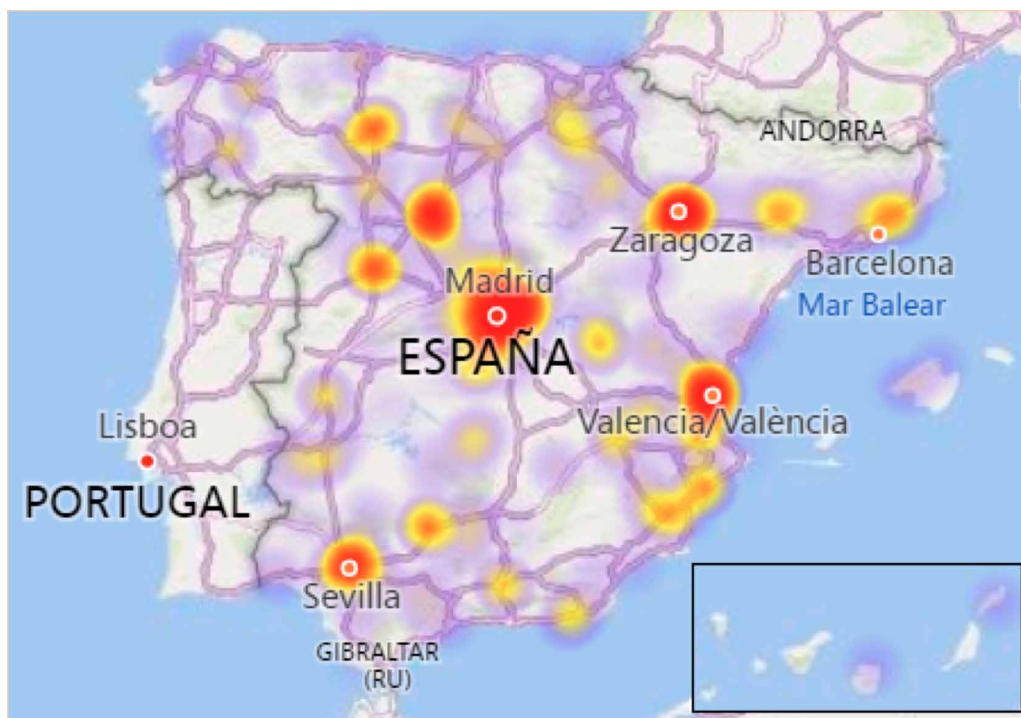 ANDORRA
Zaragoza
Barcelona
Madrid
Mar Balear
ESPAÑA
Lisboa
Valencia/València
PORTUGAL
Sevilla
GIBRALTAR
(RU)